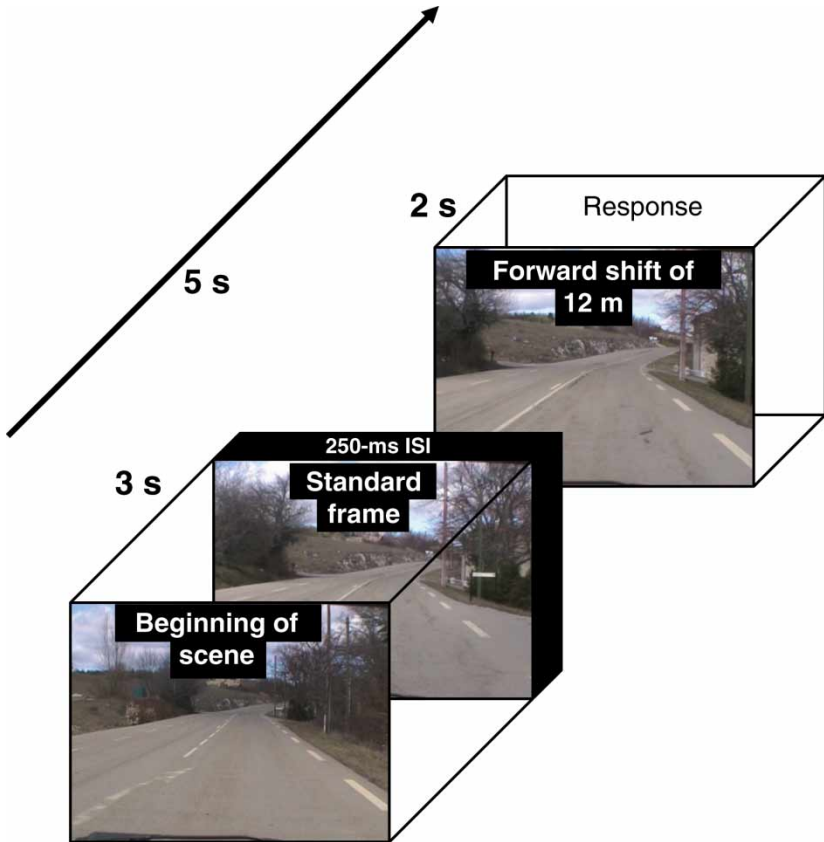 2 s
Response
Forward shift of
12 m
5 s
250-ms ISI
3 s
Standard
frame
Beginning of
scene